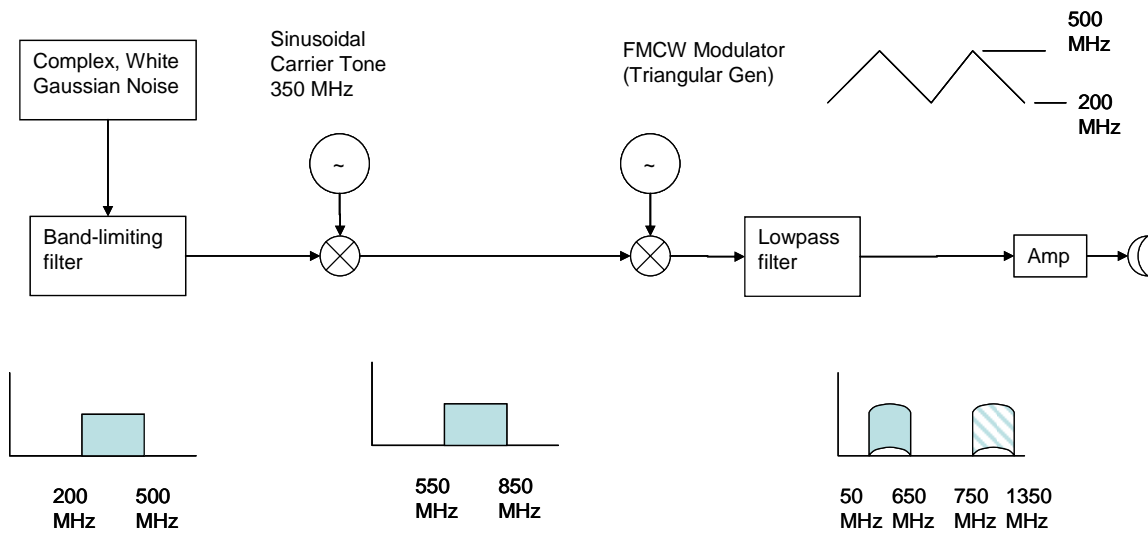 Complex, White
Gaussian Noise
Sinusoidal
Carrier Tone
350 MHz
FMCW Modulator
(Triangular Gen)
500
MHz
200
MHz
~
~
Band-limiting
filter
Lowpass
filter
Amp
200
MHz
500
MHz
550
MHz
850
MHz
50
MHz
650
MHz
750
MHz
1350
MHz